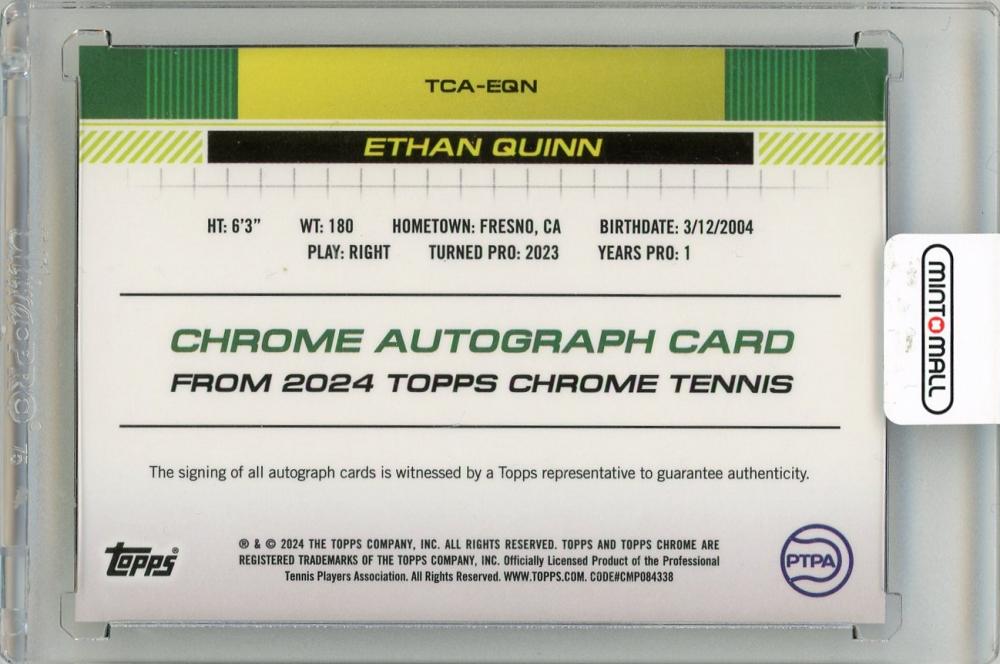 TCA-EQN
ETHAN QUINN
HT: 6'3" WT: 180 HOMETOWN: FRESNO, CA BIRTHDATE: 3/12/2004
PLAY: RIGHT TURNED PRO: 2023 YEARS PRO: 1
CHROME AUTOGRAPH CARD
FROM 2024 TOPPS CHROME TENNIS
The signing of all autograph cards is witnessed by a Topps representative to guarantee authenticity.
topps®
® & © 2024 THE TOPPS COMPANY, INC. ALL RIGHTS RESERVED. TOPPS AND TOPPS CHROME ARE
REGISTERED TRADEMARKS OF THE TOPPS COMPANY, INC. Officially Licensed Product of the Professional
Tennis Players Association. All Rights Reserved. WWW.TOPPS.COM. CODE#CMP084338
PTPA
MINT MALL
Ultra PRO®